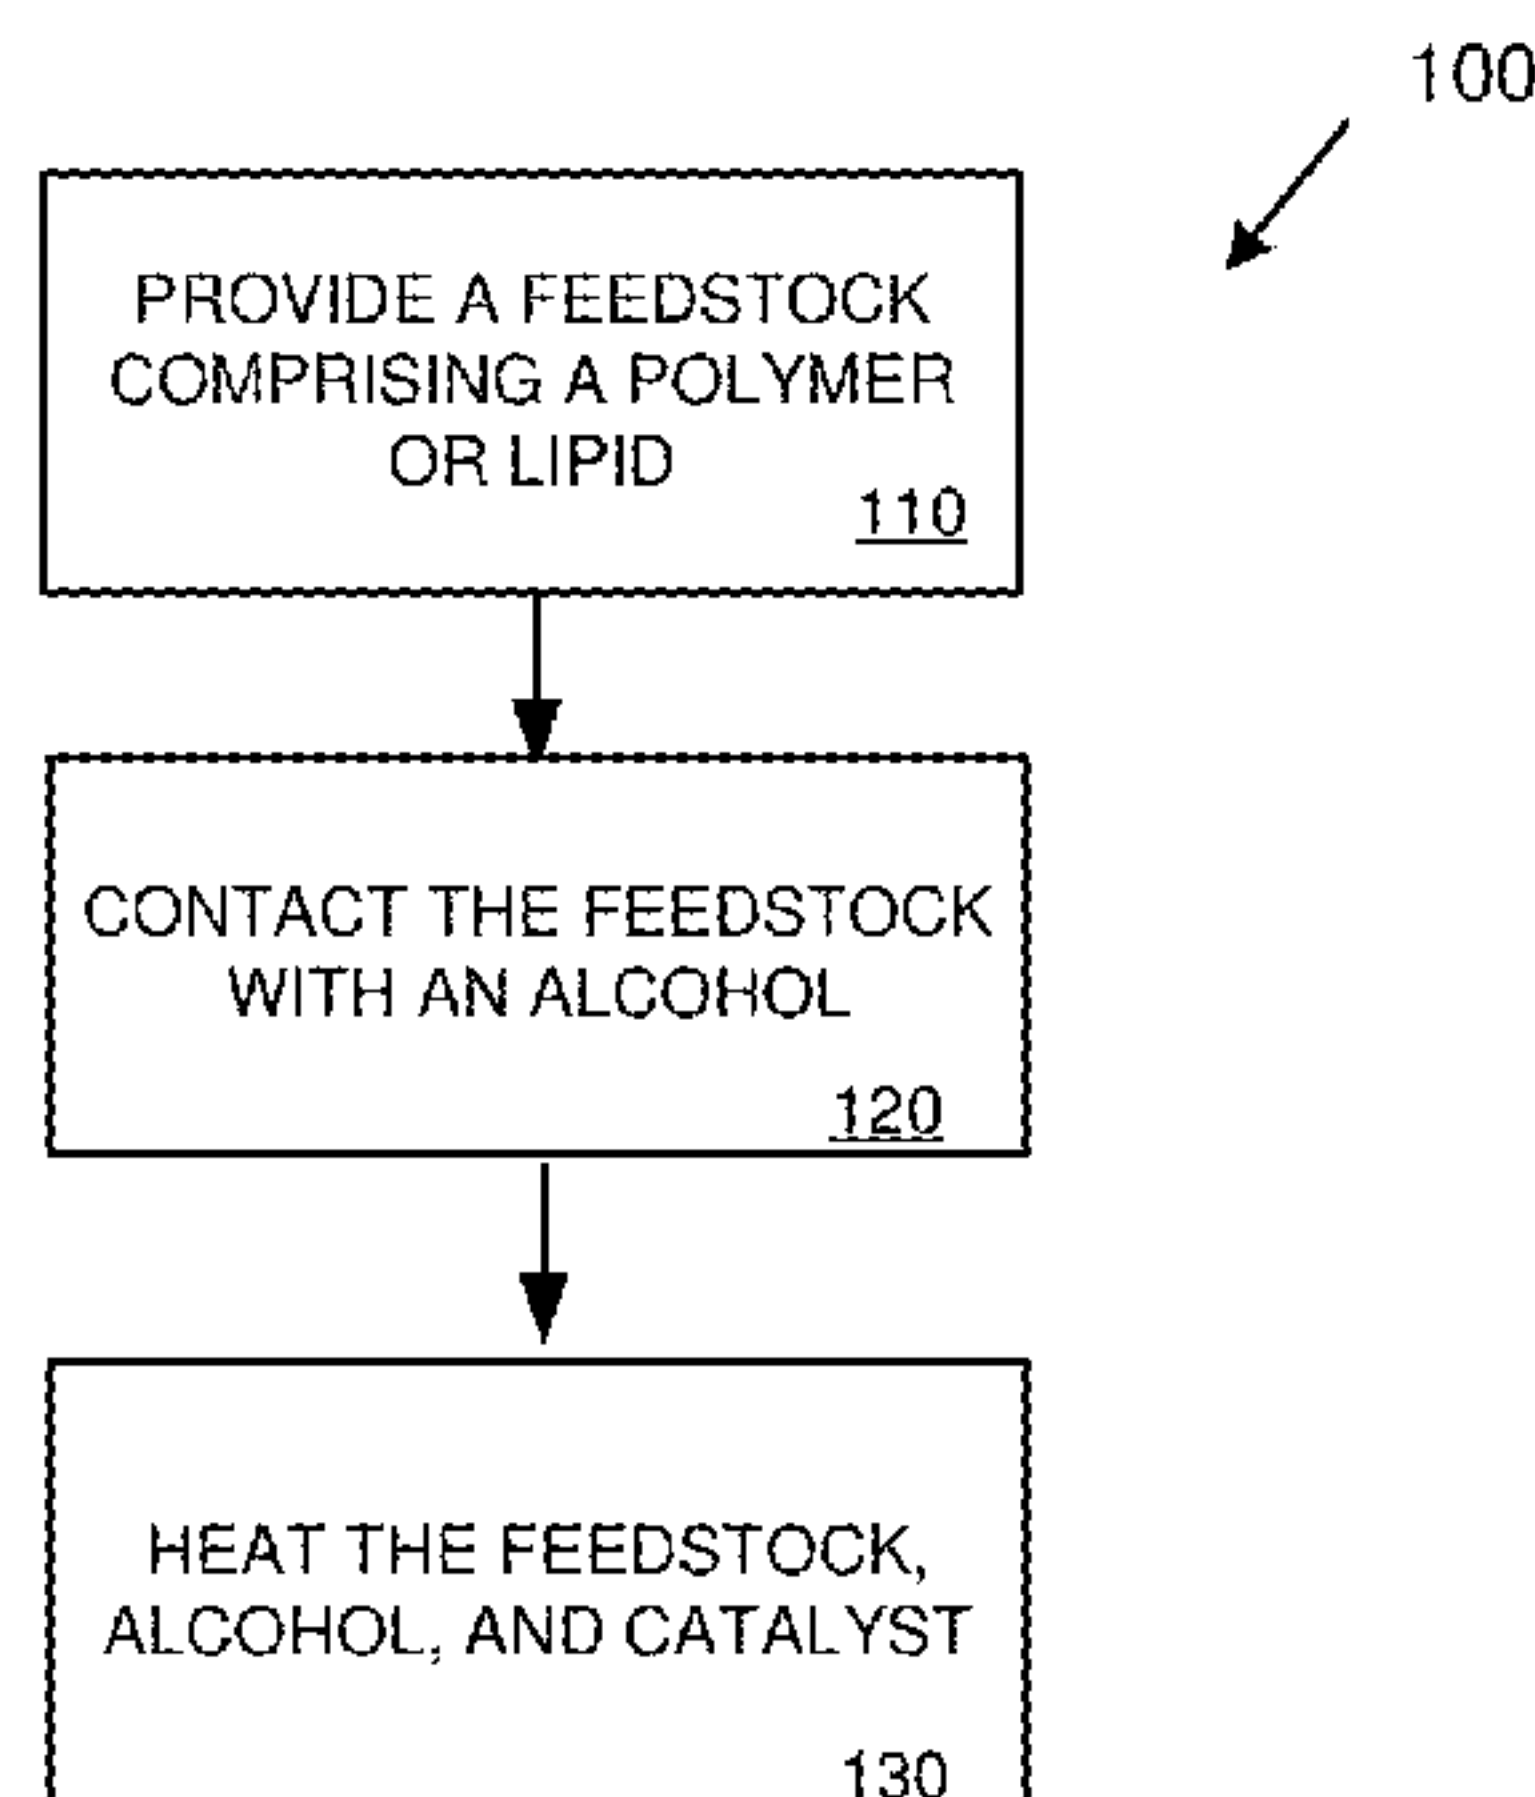 100
PROVIDE A FEEDSTOCK
COMPRISING A POLYMER
OR LIPID
110
CONTACT THE FEEDSTOCK
WITH AN ALCOHOL
120
HEAT THE FEEDSTOCK,
ALCOHOL, AND CATALYST
130